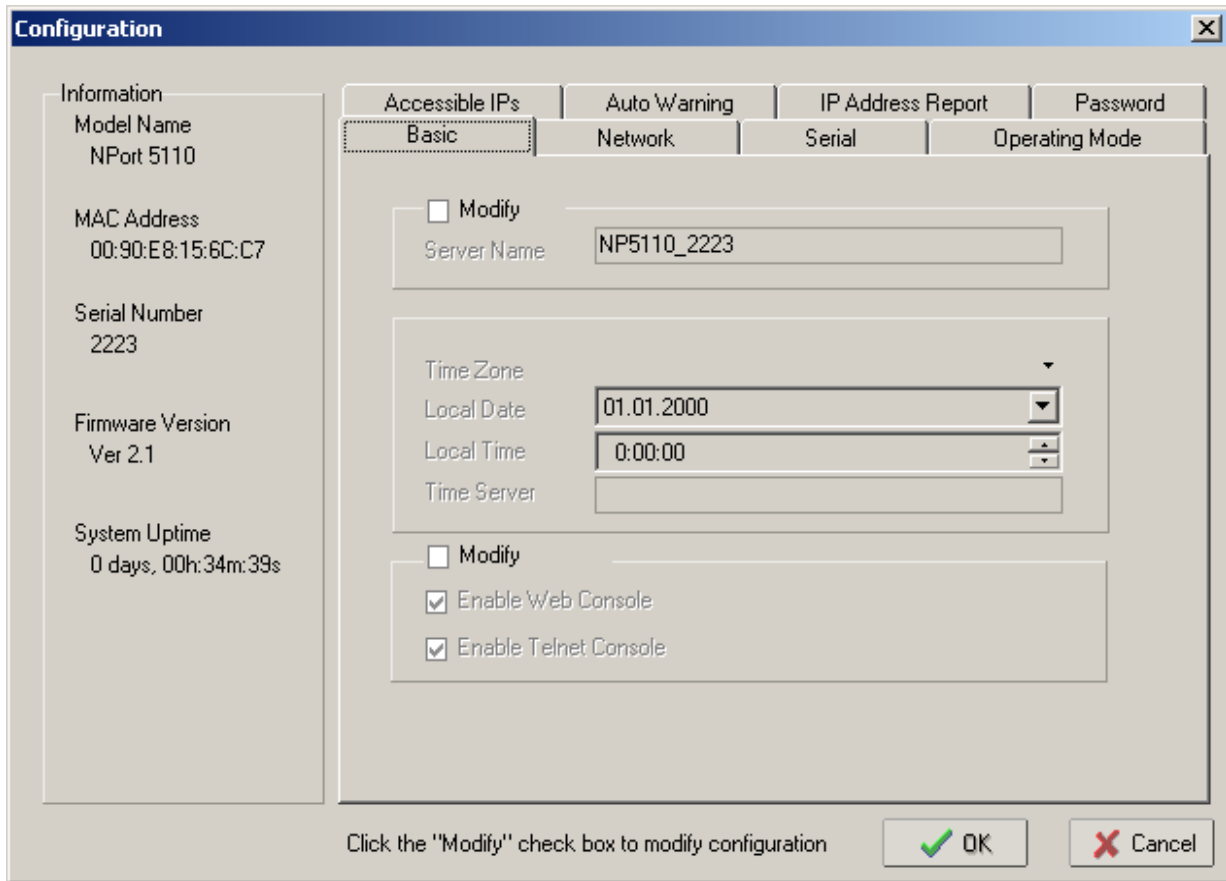 Configuration
Information
Model Name
NPort 5110
MAC Address
00:90:E8:15:6C:C7
Serial Number
2223
Firmware Version
Ver 2.1
System Uptime
0 days, 00h:34m:39s
Accessible IPs Auto Warning IP Address Report Password
Basic Network Serial Operating Mode
Modify
Server Name NP5110_2223
Time Zone
Local Date 01.01.2000
Local Time 0:00:00
Time Server
Modify
Enable Web Console
Enable Telnet Console
Click the "Modify" check box to modify configuration OK Cancel